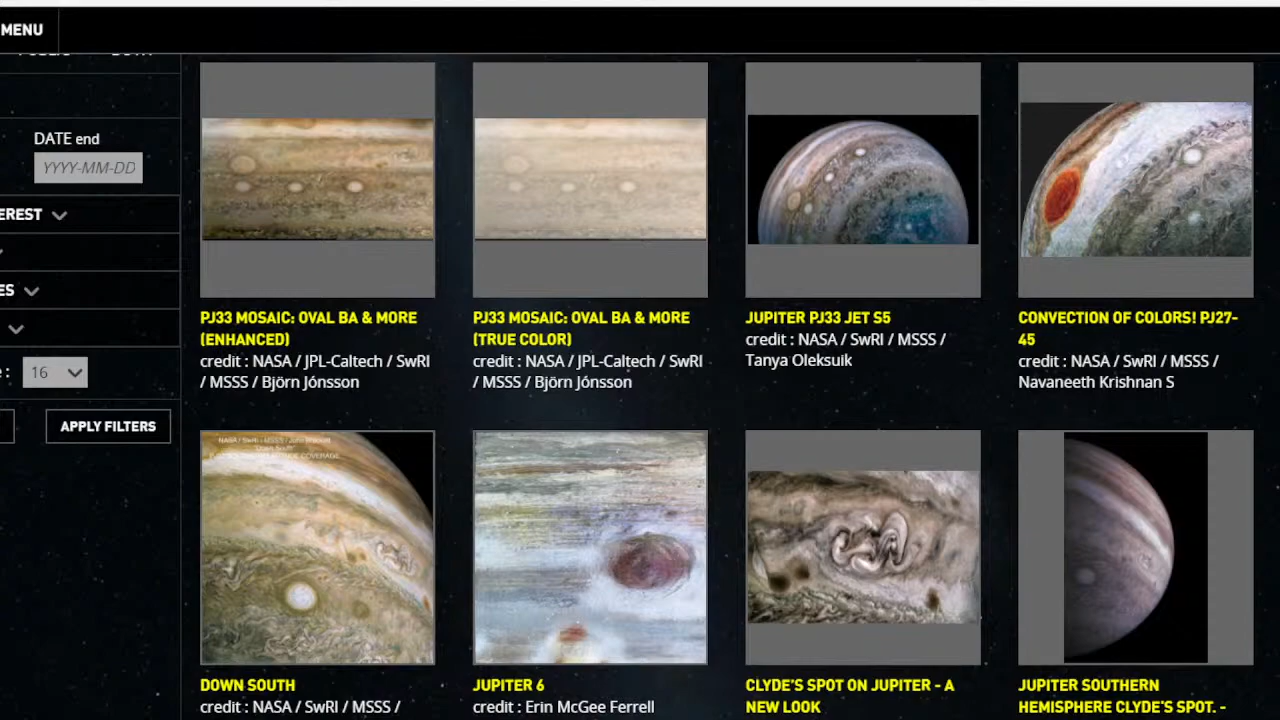 MENU
DATE end
YYYY-MM-DD
EREST
ES
e :
16
APPLY FILTERS
PJ33 MOSAIC: OVAL BA & MORE
(ENHANCED)
credit : NASA / JPL-Caltech / SwRI
/ MSSS / Björn Jónsson
PJ33 MOSAIC: OVAL BA & MORE
(TRUE COLOR)
credit : NASA / JPL-Caltech / SwRI
/ MSSS / Björn Jónsson
JUPITER PJ33 JET S5
credit : NASA / SwRI / MSSS /
Tanya Oleksuik
CONVECTION OF COLORS! PJ27-
45
credit : NASA / SwRI / MSSS /
Navaneeth Krishnan S
"Down South"
DOWN SOUTH
credit : NASA / SwRI / MSSS /
JUPITER 6
credit : Erin McGee Ferrell
CLYDE'S SPOT ON JUPITER - A
NEW LOOK
JUPITER SOUTHERN
HEMISPHERE CLYDE'S SPOT. -